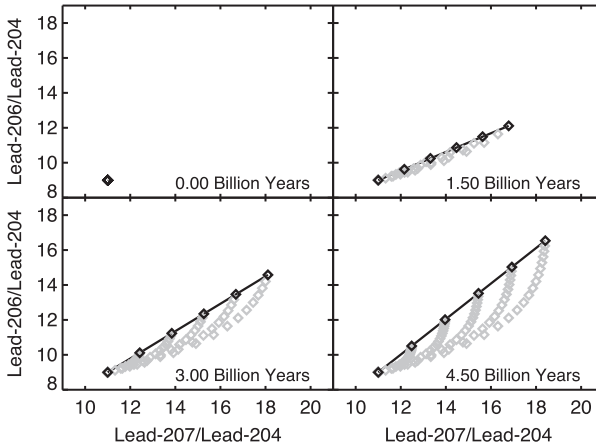 Lead-206/Lead-204
18
16
14
12
10
8
0.00 Billion Years
1.50 Billion Years
Lead-206/Lead-204
18
16
14
12
10
8
3.00 Billion Years
4.50 Billion Years
10 12 14 16 18 20
10 12 14 16 18 20
Lead-207/Lead-204
Lead-207/Lead-204